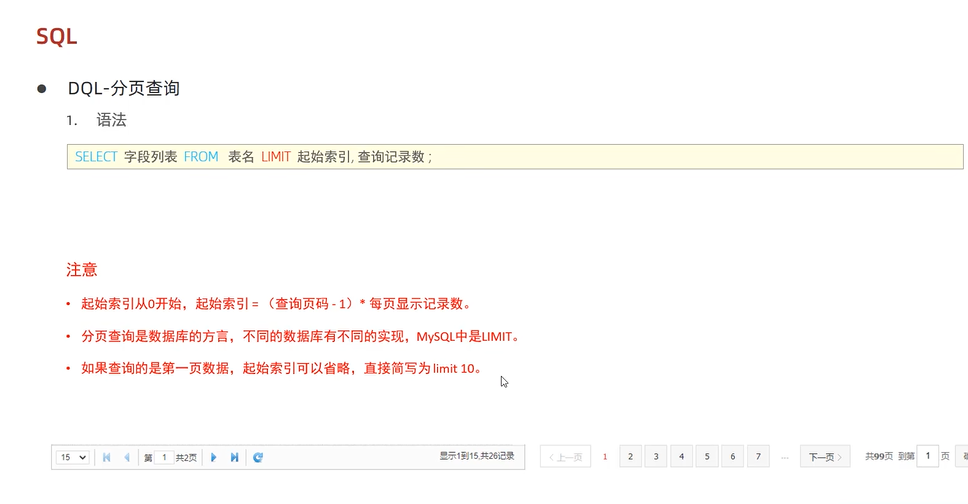 SQL
● DQL-分页查询
1. 语法
SELECT 字段列表 FROM 表名 LIMIT 起始索引, 查询记录数 ;
注意
• 起始索引从0开始，起始索引 = （查询页码 - 1）* 每页显示记录数。
• 分页查询是数据库的方言，不同的数据库有不同的实现，MySQL中是LIMIT。
• 如果查询的是第一页数据，起始索引可以省略，直接简写为 limit 10。
15 第 1 共2页 显示1到15,共26记录 < 上一页 1 2 3 4 5 6 7 ... 下一页 > 共99页 到第 1 页